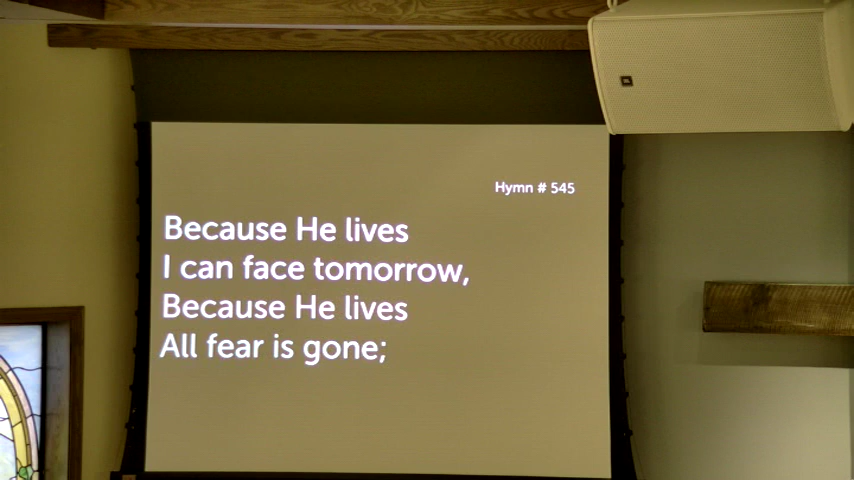 Hymn # 545
Because He lives
I can face tomorrow,
Because He lives
All fear is gone;